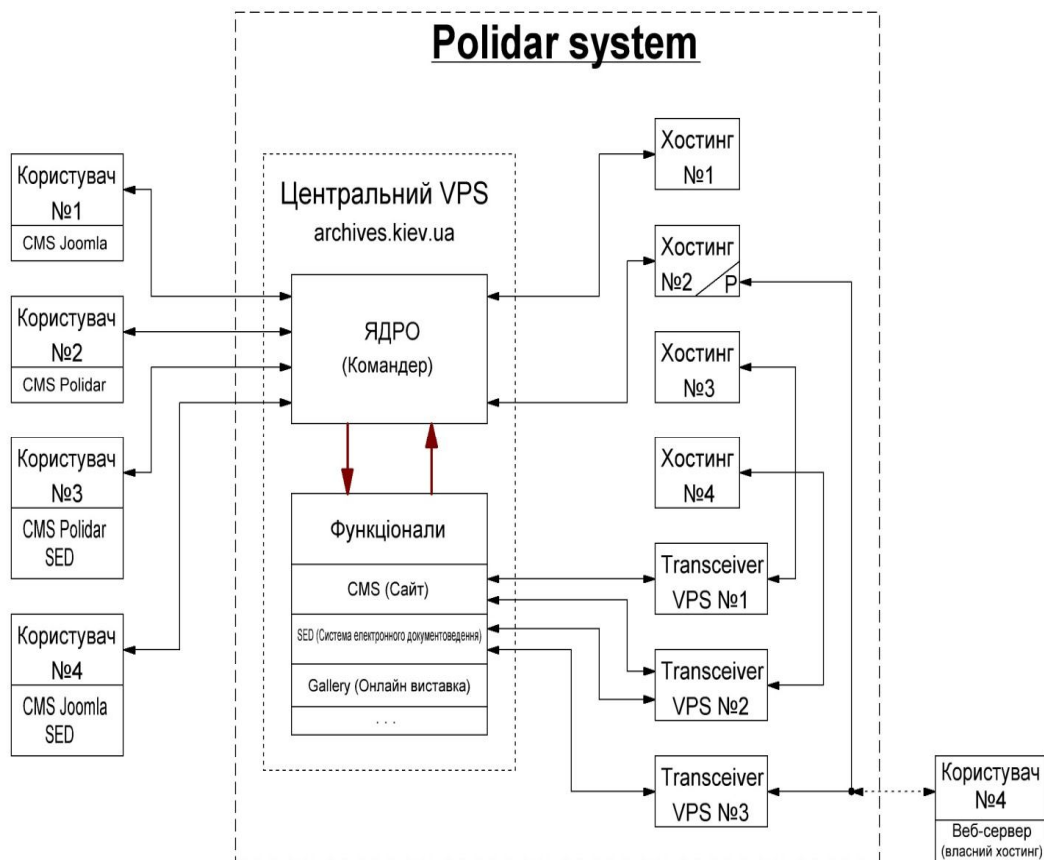 Polidar system
Користувач
№1
CMS Joomla
Користувач
№2
CMS Polidar
Користувач
№3
CMS Polidar
SED
Користувач
№4
CMS Joomla
SED
Центральний VPS
archives.kiev.ua
ЯДРО
(Командер)
Функціонали
CMS (Сайт)
SED (Система електронного документоведення)
Gallery (Онлайн виставка)
. . .
Хостинг
№1
Хостинг
№2 P
Хостинг
№3
Хостинг
№4
Transceiver
VPS №1
Transceiver
VPS №2
Transceiver
VPS №3
Користувач
№4
Веб-сервер
(власний хостинг)